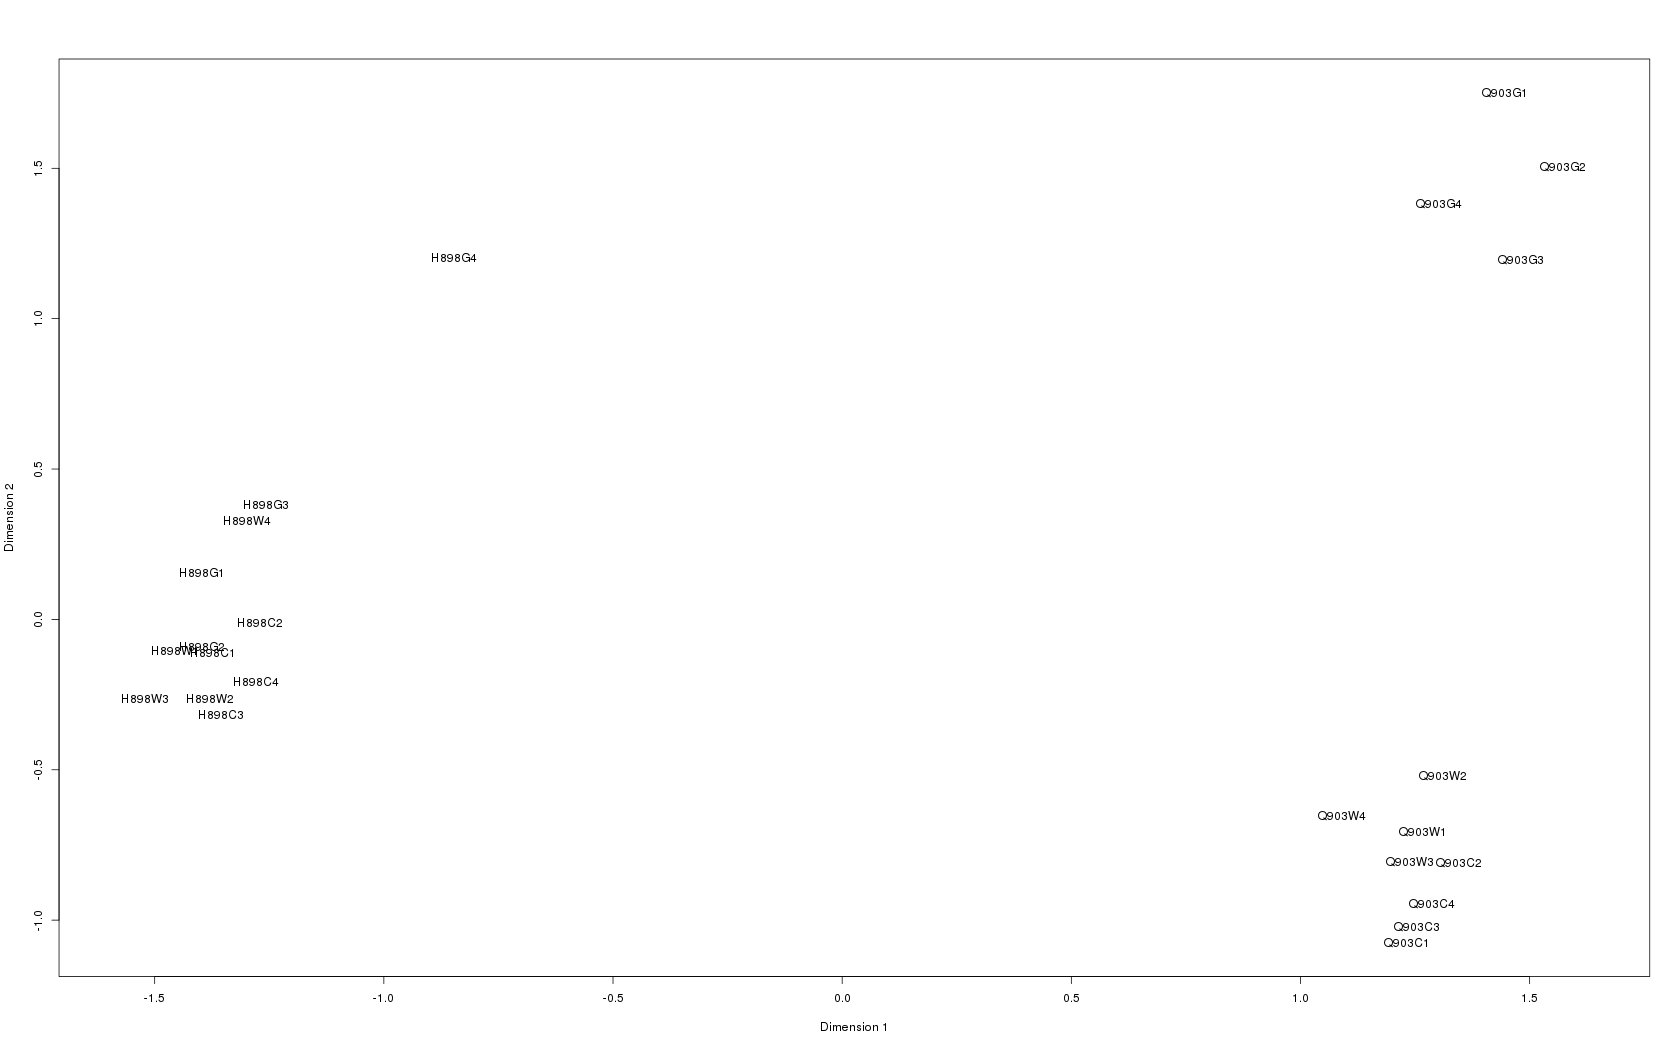 Q903G1
1.5
Q903G2
Q903G4
H898G4
Q903G3
1.0
0.5
Dimension 2
H898G3
H898W4
H898G1
0.0
H898C2
H898G2
H898W1
H898C1
H898C4
H898W3
H898W2
H898C3
-0.5
Q903W2
Q903W4
Q903W1
Q903W3
Q903C2
Q903C4
-1.0
Q903C3
Q903C1
-1.5
-1.0
-0.5
0.0
0.5
1.0
1.5
Dimension 1